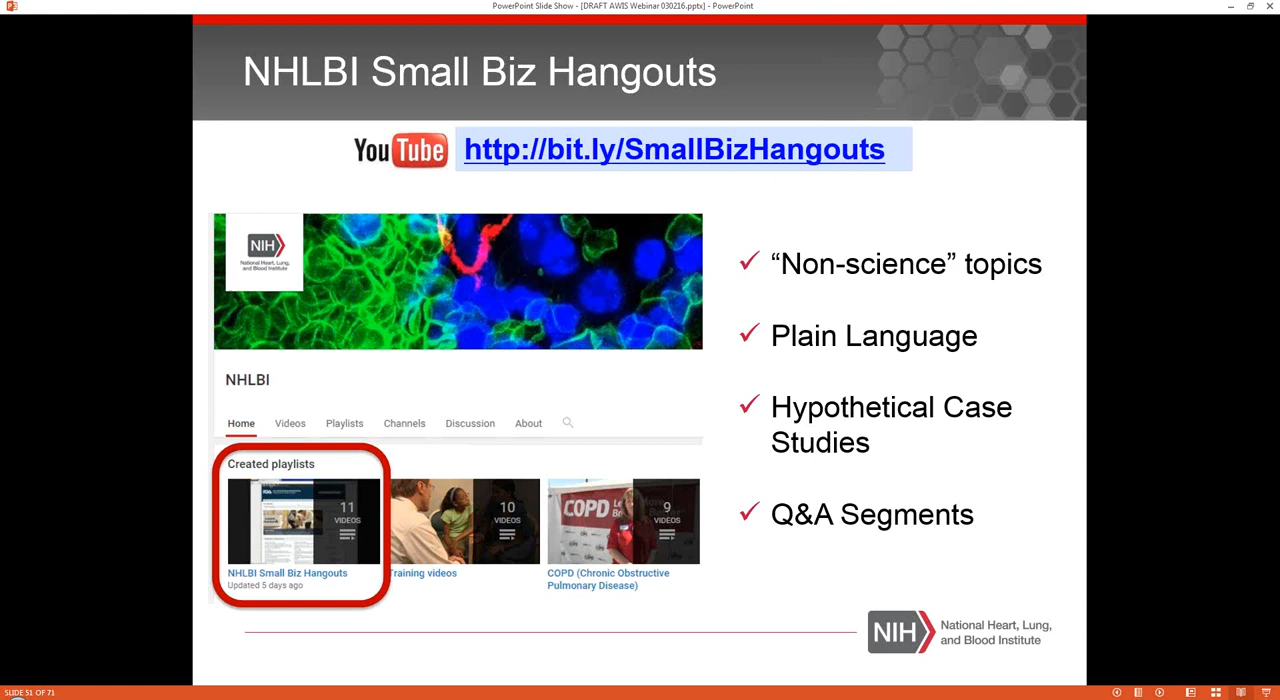 PowerPoint Slide Show - [DRAFT AWIS Webinar 030216.pptx] - PowerPoint
NHLBI Small Biz Hangouts
YouTube http://bit.ly/SmallBizHangouts
NIH
National Heart, Lung,
and Blood Institute
NHLBI
Home Videos Playlists Channels Discussion About
Created playlists
11
VIDEOS
10
VIDEOS
COPD
9
VIDEOS
NHLBI Small Biz Hangouts
Updated 5 days ago
Training videos
COPD (Chronic Obstructive
Pulmonary Disease)
“Non-science” topics
Plain Language
Hypothetical Case
Studies
Q&A Segments
NIH National Heart, Lung,
and Blood Institute
SLIDE 51 OF 71